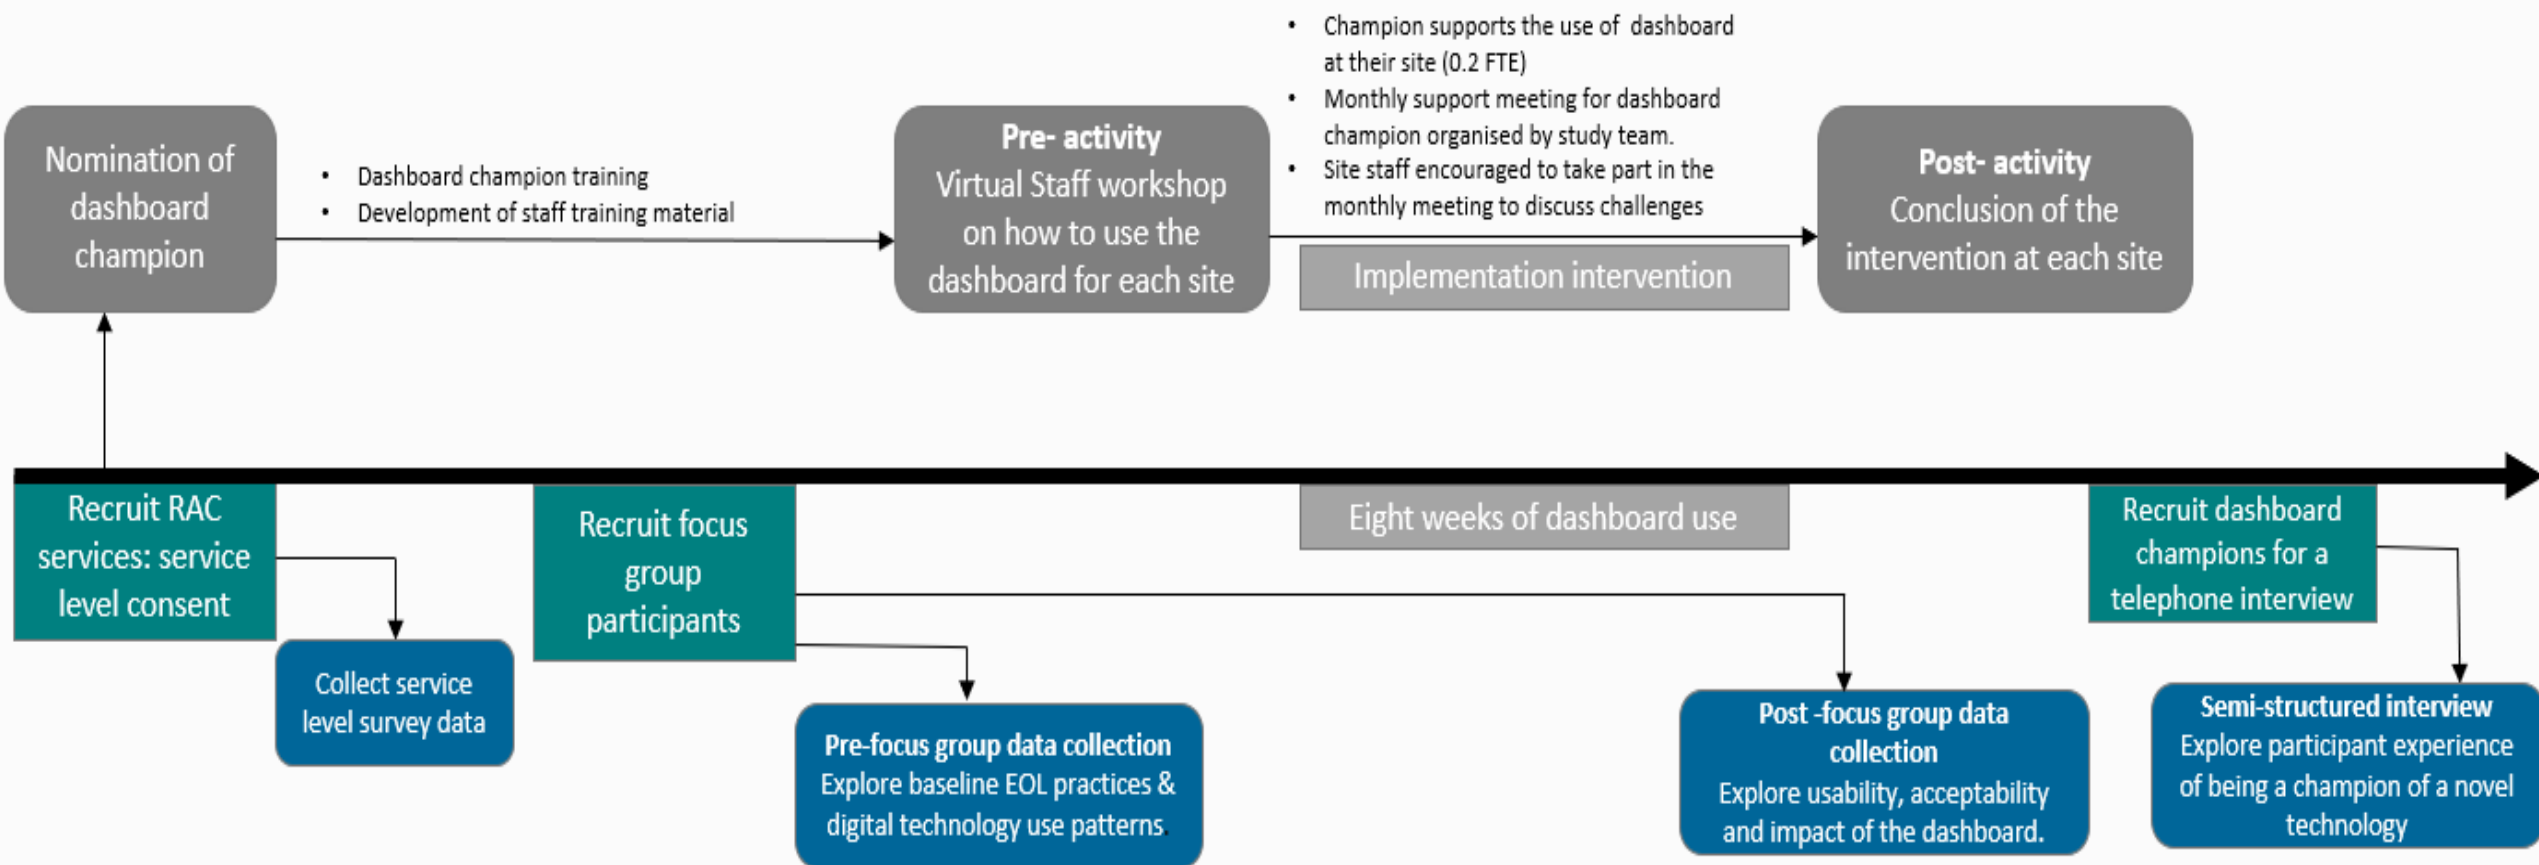 Nomination of
dashboard
champion
• Dashboard champion training
• Development of staff training material
Pre- activity
Virtual Staff workshop
on how to use the
dashboard for each site
• Champion supports the use of dashboard
at their site (0.2 FTE)
• Monthly support meeting for dashboard
champion organised by study team.
• Site staff encouraged to take part in the
monthly meeting to discuss challenges
Implementation intervention
Post- activity
Conclusion of the
intervention at each site
Recruit RAC
services: service
level consent
Collect service
level survey data
Recruit focus
group
participants
Pre-focus group data collection
Explore baseline EOL practices &
digital technology use patterns.
Eight weeks of dashboard use
Post -focus group data
collection
Explore usability, acceptability
and impact of the dashboard.
Recruit dashboard
champions for a
telephone interview
Semi-structured interview
Explore participant experience
of being a champion of a novel
technology